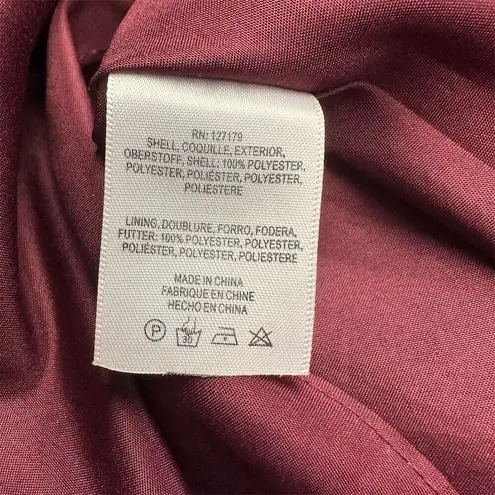 RN: 127179
SHELL, COQUILLE, EXTERIOR,
OBERSTOFF, SHELL: 100% POLYESTER,
POLYESTER, POLIÉSTER, POLYESTER,
POLIESTERE
LINING, DOUBLURE, FORRO, FODERA,
FUTTER: 100% POLYESTER, POLYESTER,
POLIÉSTER, POLYESTER, POLIESTERE
MADE IN CHINA
FABRIQUE EN CHINE
HECHO EN CHINA
P 30